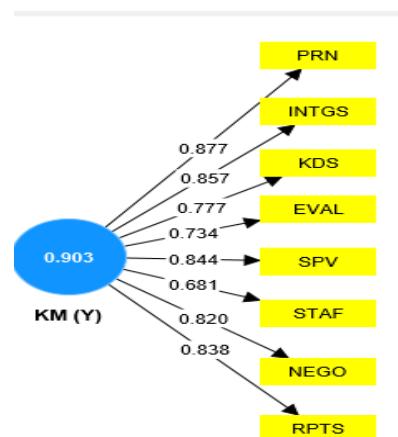 PRN
INTGS
0.877
0.857
KDS
0.777
EVAL
0.734
0.903
0.844
SPV
0.681
KM (Y)
STAF
0.820
0.838
NEGO
RPTS